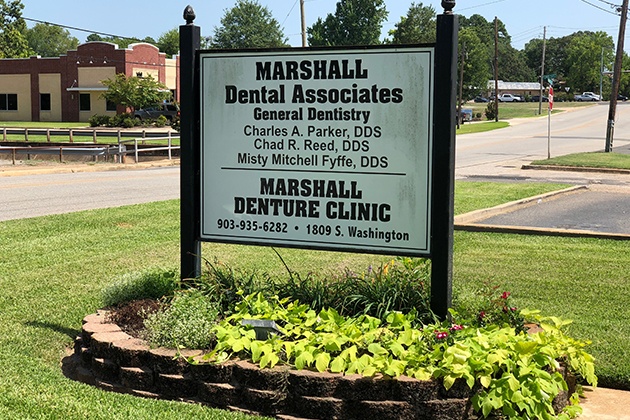 MARSHALL
Dental Associates
General Dentistry
Charles A. Parker, DDS
Chad R. Reed, DDS
Misty Mitchell Fyffe, DDS
MARSHALL
DENTURE CLINIC
903-935-6282 • 1809 S. Washington